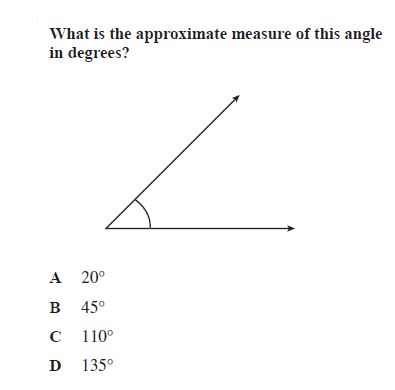 What is the approximate measure of this angle
in degrees?
A 20°
B 45°
C 110°
D 135°